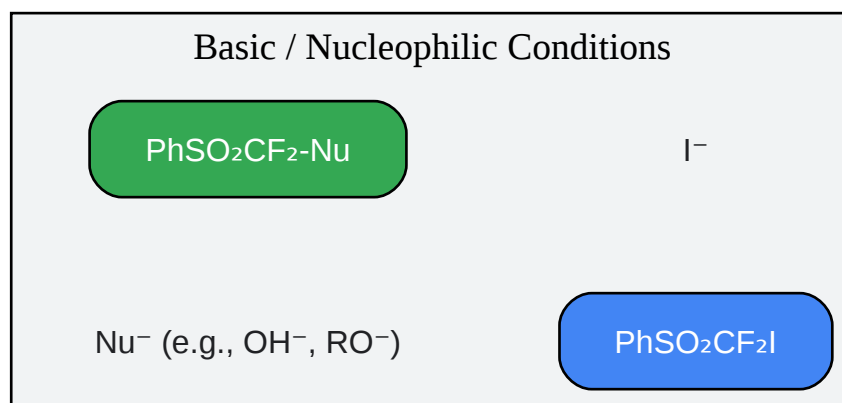 Basic / Nucleophilic Conditions
PhSO₂CF₂-Nu
I⁻
Nu⁻ (e.g., OH⁻, RO⁻)
PhSO₂CF₂I